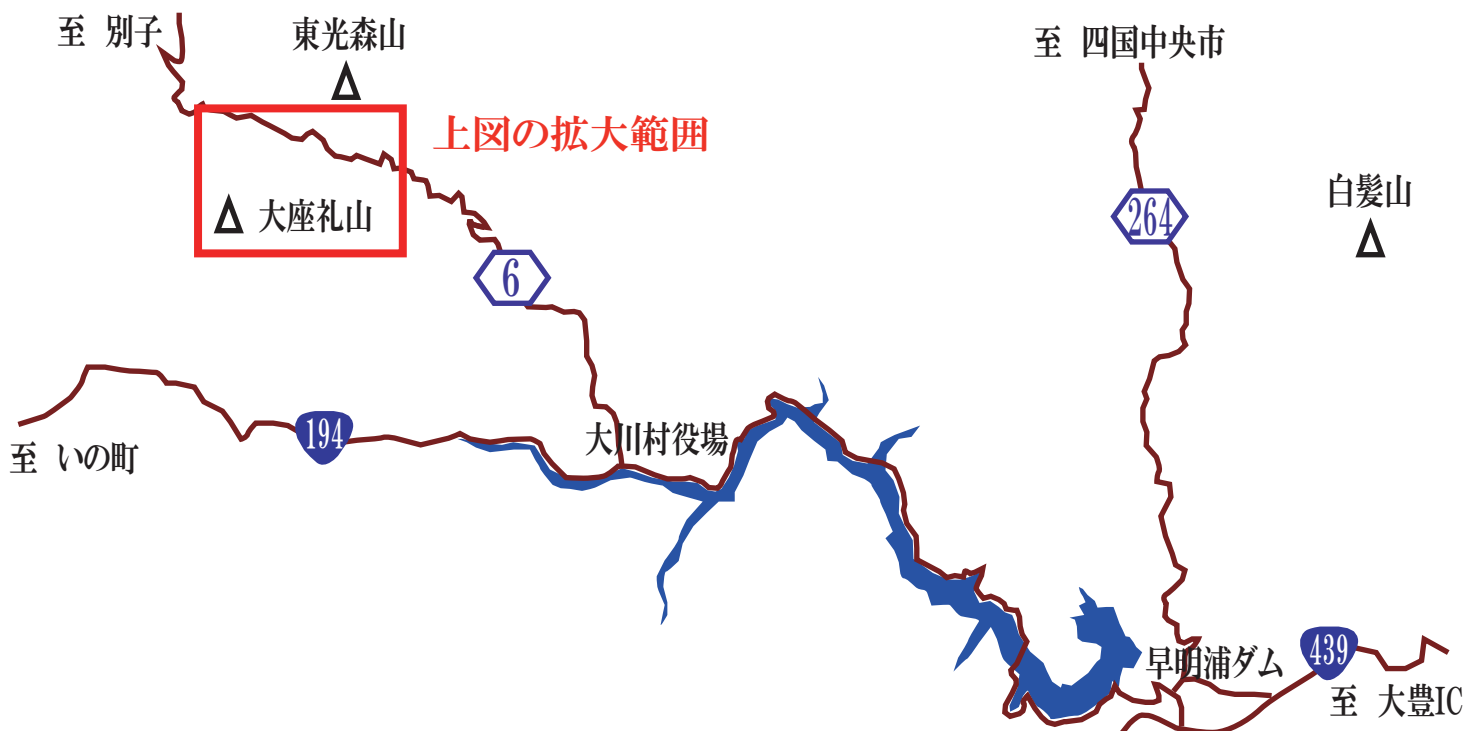 至 別子
東光森山
至 四国中央市
上図の拡大範囲
大座礼山
白髪山
264
6
194
大川村役場
至 いの町
早明浦ダム
439
至 大豊IC